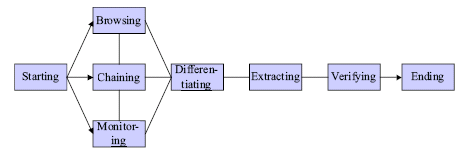 Browsing
Starting
Chaining
Differen-
tiating
Extracting
Verifying
Ending
Monitor-
ing